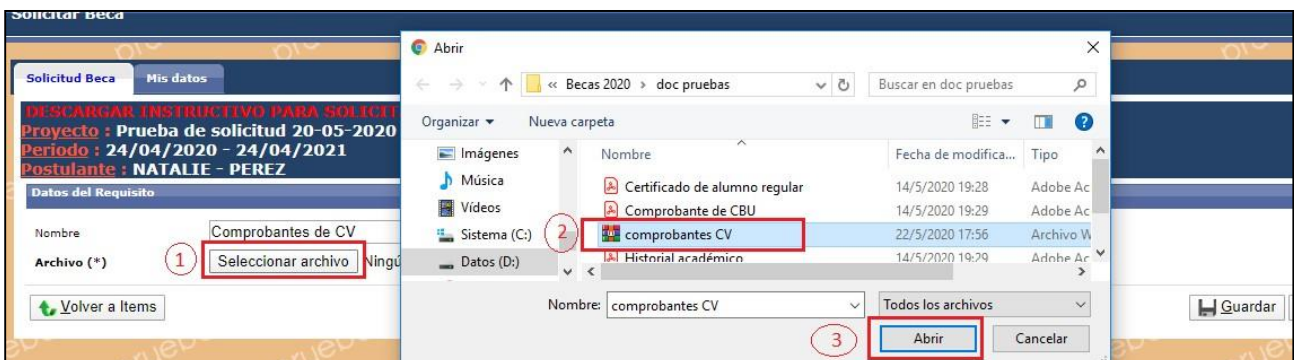 Solicitar Beca
Solicitud Beca
Mis datos
DESCARGAR INSTRUCTIVO PARA SOLICIT
Proyecto : Prueba de solicitud 20-05-2020
Periodo : 24/04/2020 - 24/04/2021
Postulante : NATALIE - PEREZ
Datos del Requisito
Nombre
Comprobantes de CV
Archivo (*)
1
Seleccionar archivo
Ningú
Volver a Items
Abrir
« Becas 2020 › doc pruebas
Buscar en doc pruebas
Organizar
Nueva carpeta
Imágenes
Música
Vídeos
Sistema (C:)
Datos (D:)
Nombre
Fecha de modifica...
Tipo
Certificado de alumno regular
14/5/2020 19:28
Adobe Ac
Comprobante de CBU
14/5/2020 19:29
Adobe Ac
2
comprobantes CV
22/5/2020 17:56
Archivo W
Historial académico
14/5/2020 19:29
Adobe Ac
Nombre:
comprobantes CV
Todos los archivos
3
Abrir
Cancelar
Guardar